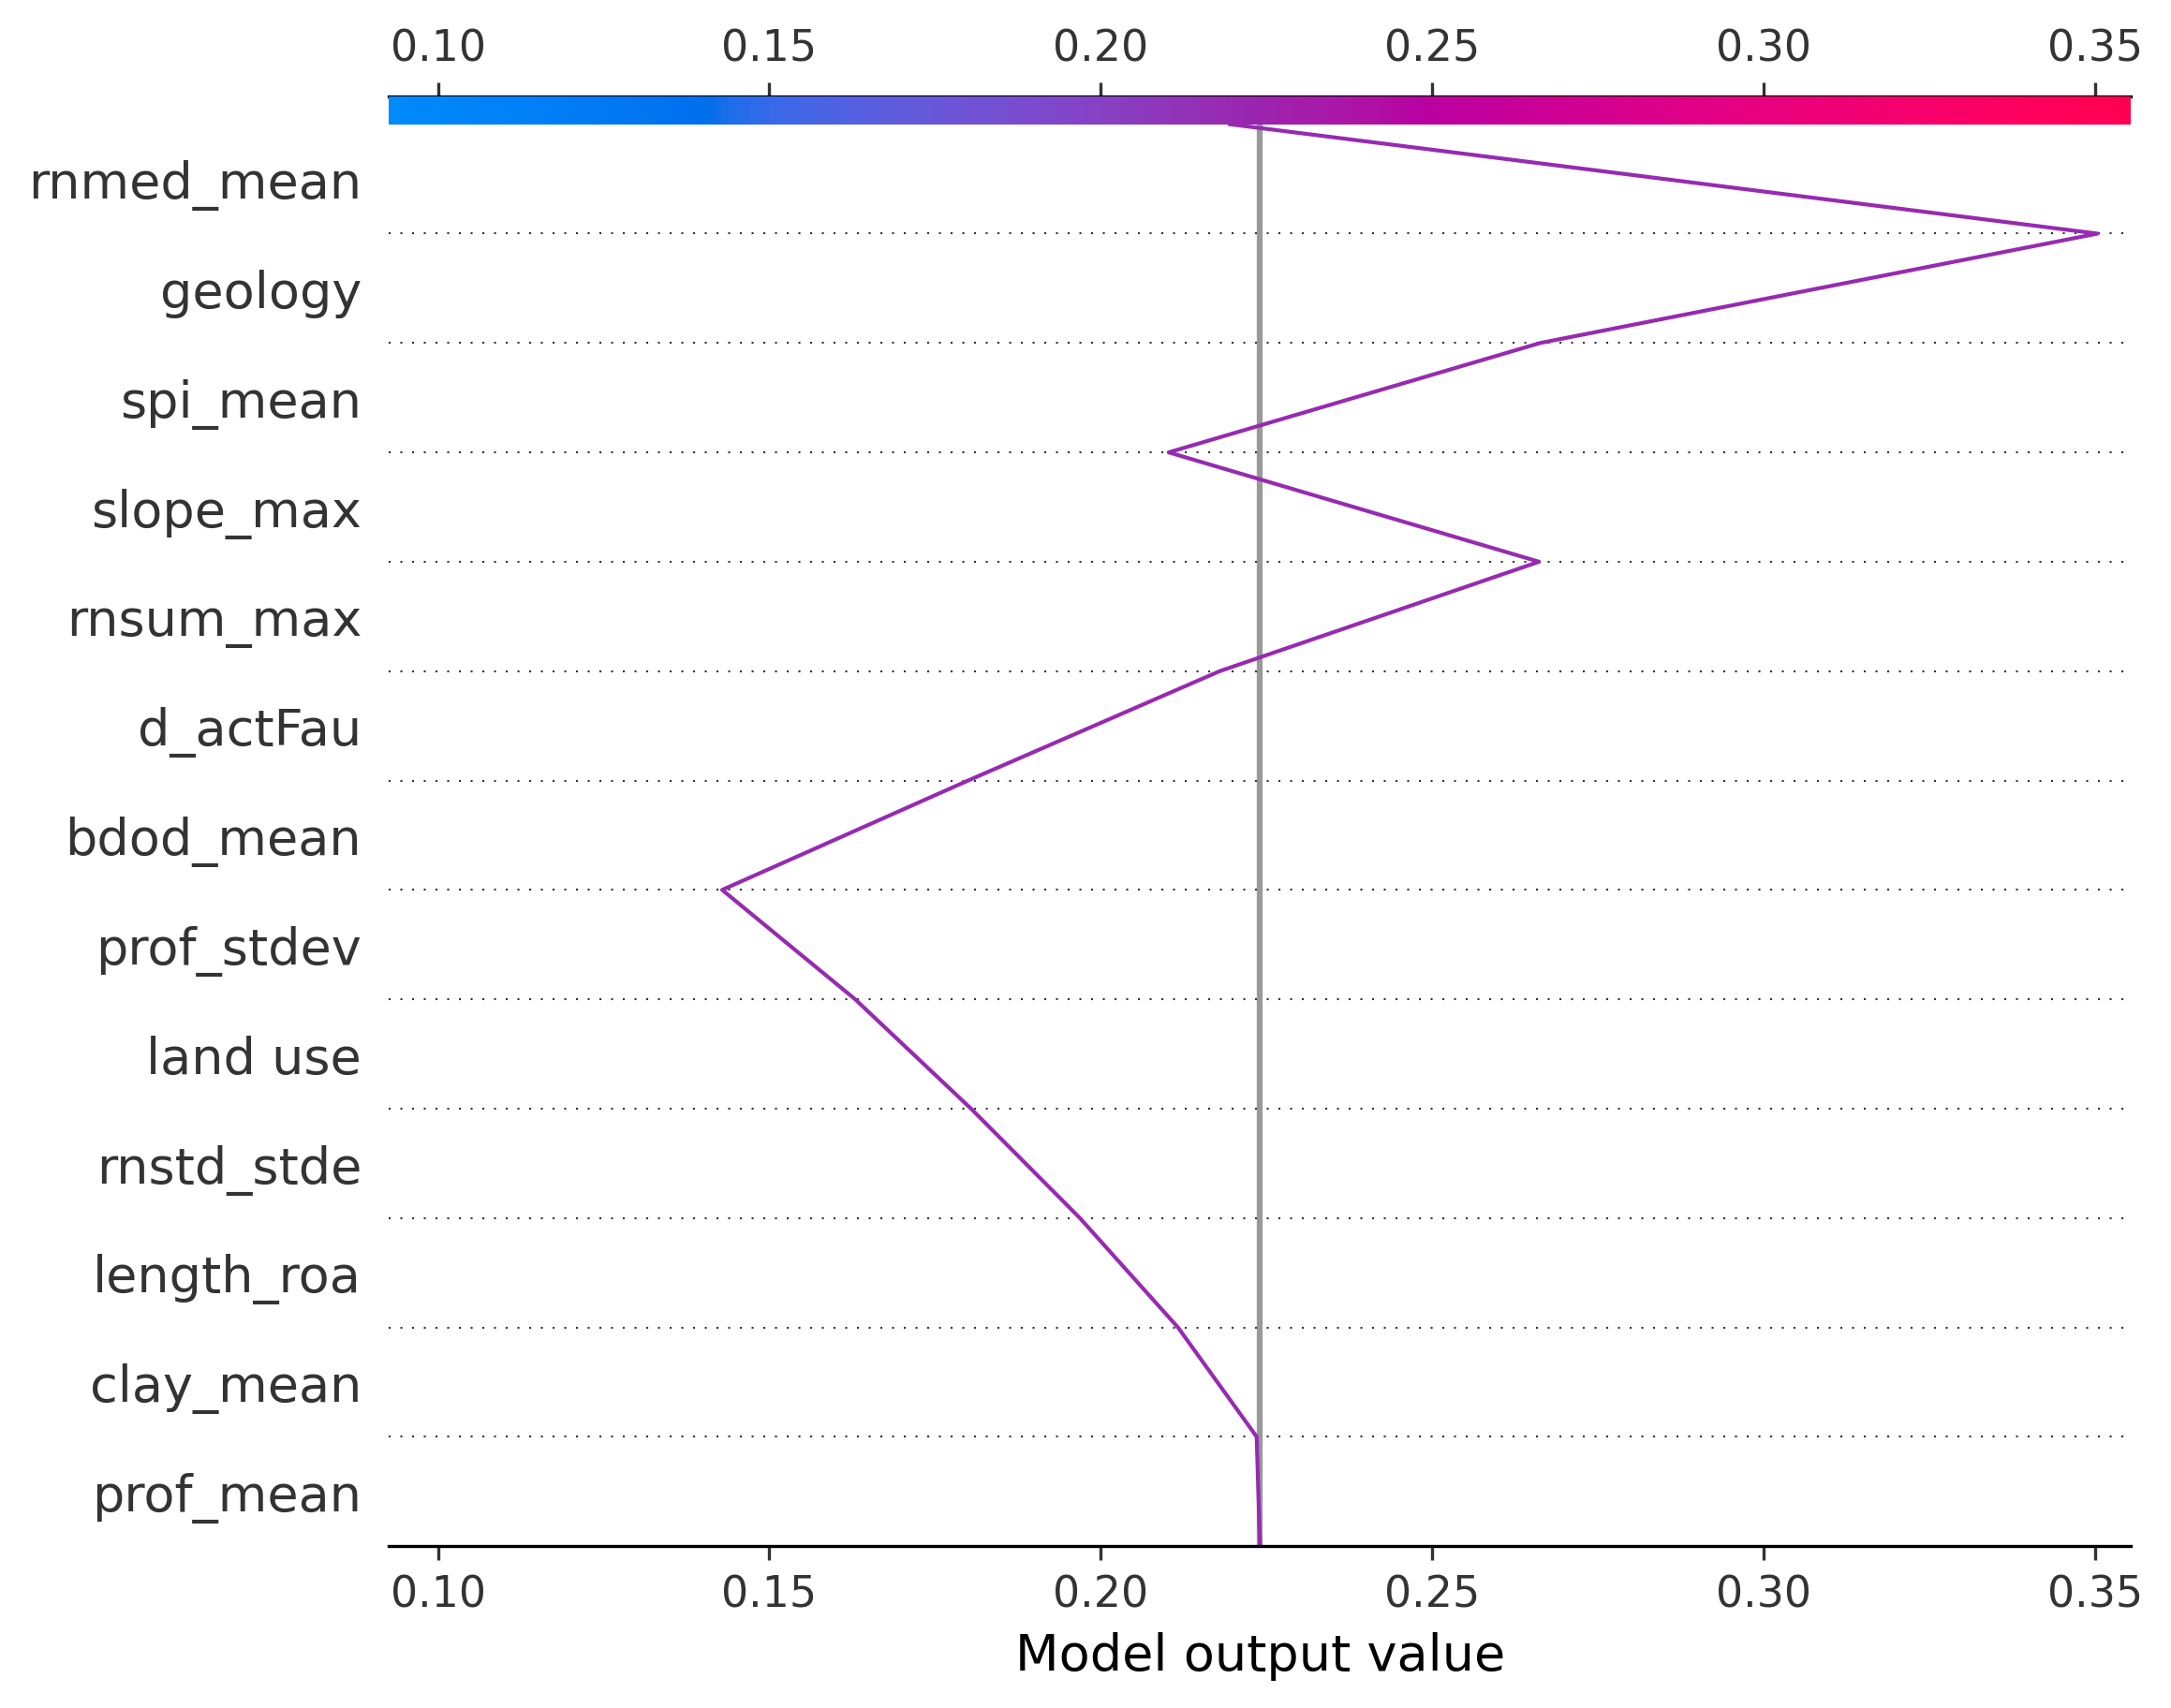 0.10 0.15 0.20 0.25 0.30 0.35
rnmed_mean
geology
spi_mean
slope_max
rnsum_max
d_actFau
bdod_mean
prof_stdev
land use
rnstd_stde
length_roa
clay_mean
prof_mean
0.10 0.15 0.20 0.25 0.30 0.35
Model output value